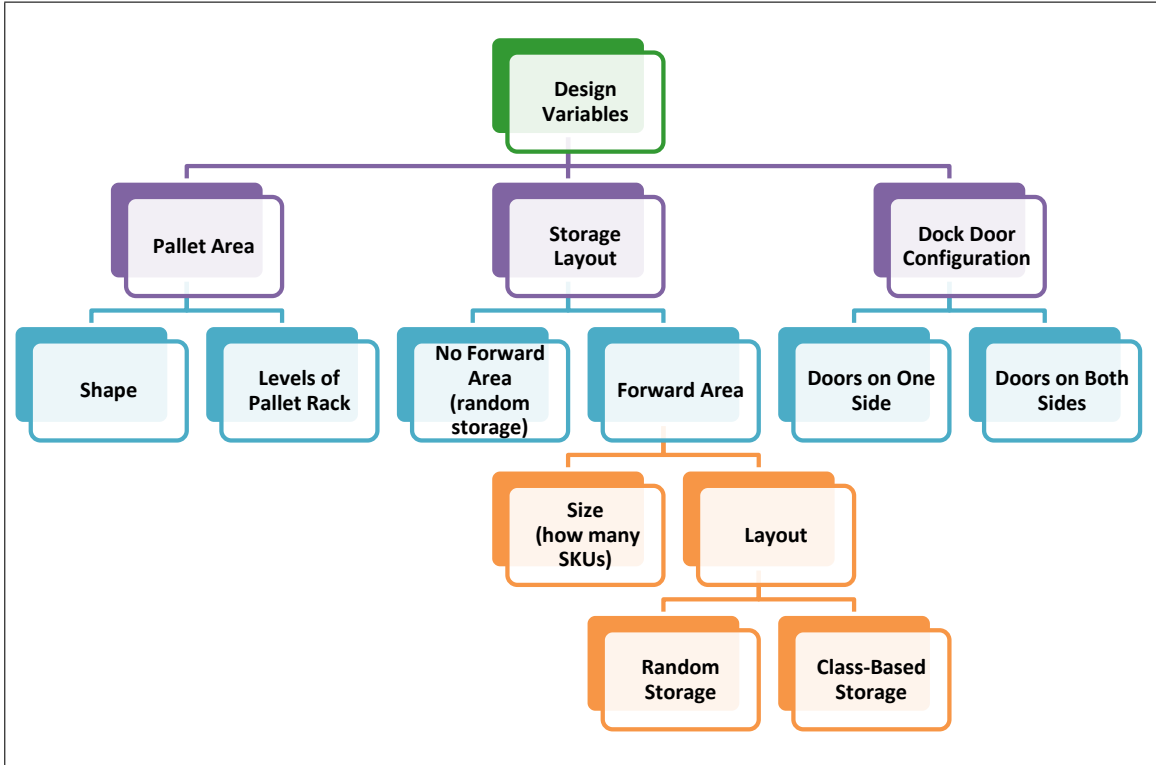 Design
Variables
Pallet Area
Storage
Layout
Dock Door
Configuration
Shape
Levels of
Pallet Rack
No Forward
Area
(random
storage)
Forward Area
Doors on One
Side
Doors on Both
Sides
Size
(how many
SKUs)
Layout
Random
Storage
Class-Based
Storage